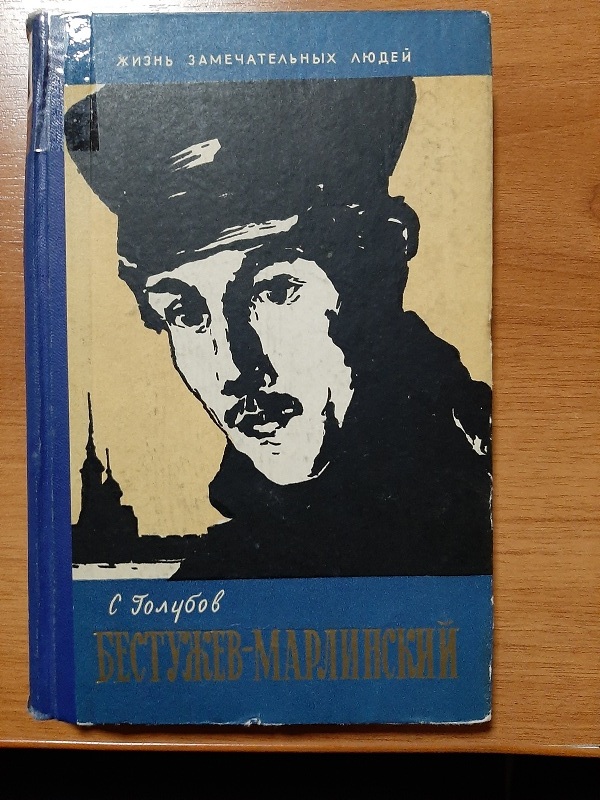 ЖИЗНЬ ЗАМЕЧАТЕЛЬНЫХ ЛЮДЕЙ
С Голубов
БЕСТУЖЕВ-МАРЛИНСКИЙ